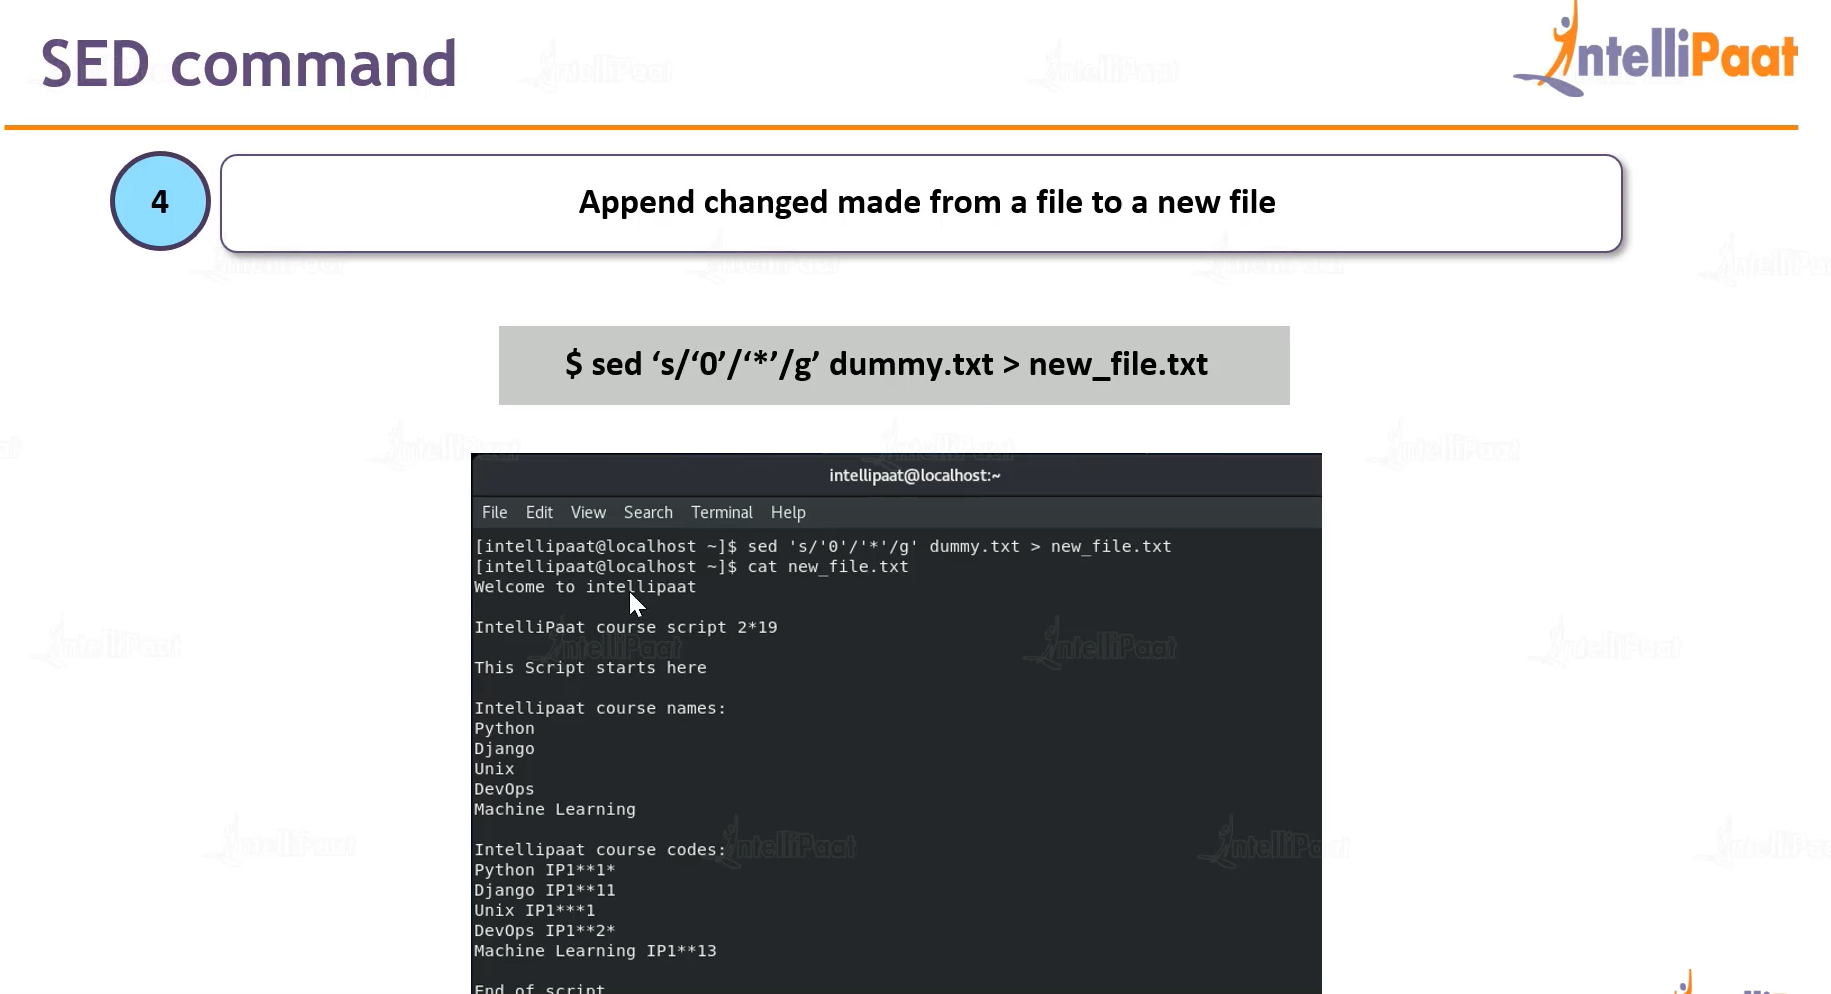 SED command
IntelliPaat
4
Append changed made from a file to a new file
$ sed ‘s/‘0’/‘*’/g’ dummy.txt > new_file.txt
intellipaat@localhost:~
File Edit View Search Terminal Help
[intellipaat@localhost ~]$ sed 's/'0'/'*'/g' dummy.txt > new_file.txt
[intellipaat@localhost ~]$ cat new_file.txt
Welcome to intellipaat
IntelliPaat course script 2*19
This Script starts here
Intellipaat course names:
Python
Django
Unix
DevOps
Machine Learning
Intellipaat course codes:
Python IP1**1*
Django IP1**11
Unix IP1***1
DevOps IP1**2*
Machine Learning IP1**13
End of script